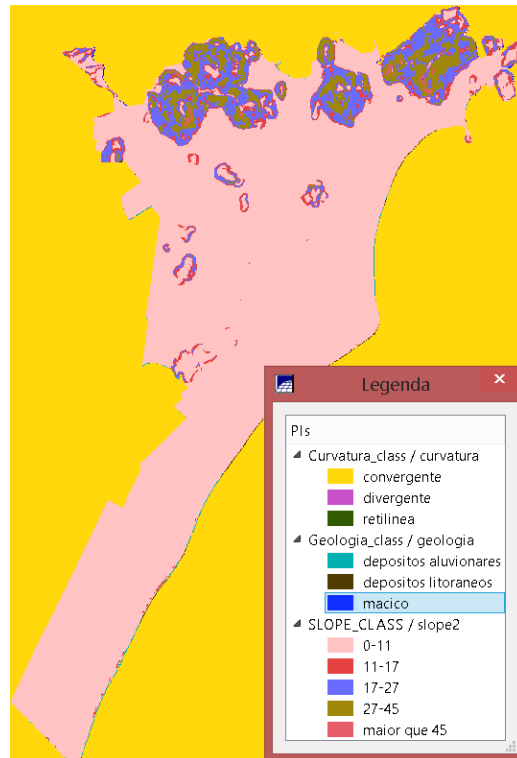 Legenda
PIs
Curvatura_class / curvatura
convergente
divergente
retilinea
Geologia_class / geologia
depositos aluvionares
depositos litoraneos
macico
SLOPE_CLASS / slope2
0-11
11-17
17-27
27-45
maior que 45